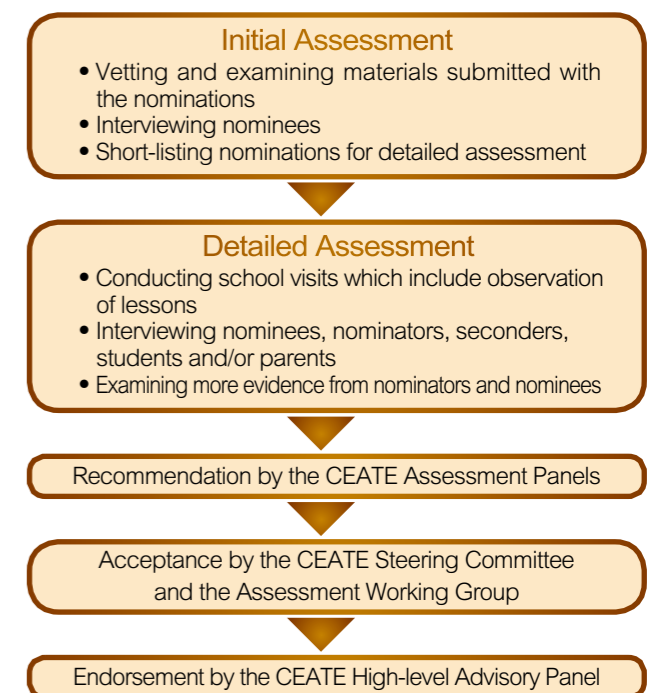 Initial Assessment
• Vetting and examining materials submitted with
the nominations
• Interviewing nominees
• Short-listing nominations for detailed assessment
Detailed Assessment
• Conducting school visits which include observation
of lessons
• Interviewing nominees, nominators, seconders,
students and/or parents
• Examining more evidence from nominators and nominees
Recommendation by the CEATE Assessment Panels
Acceptance by the CEATE Steering Committee
and the Assessment Working Group
Endorsement by the CEATE High-level Advisory Panel